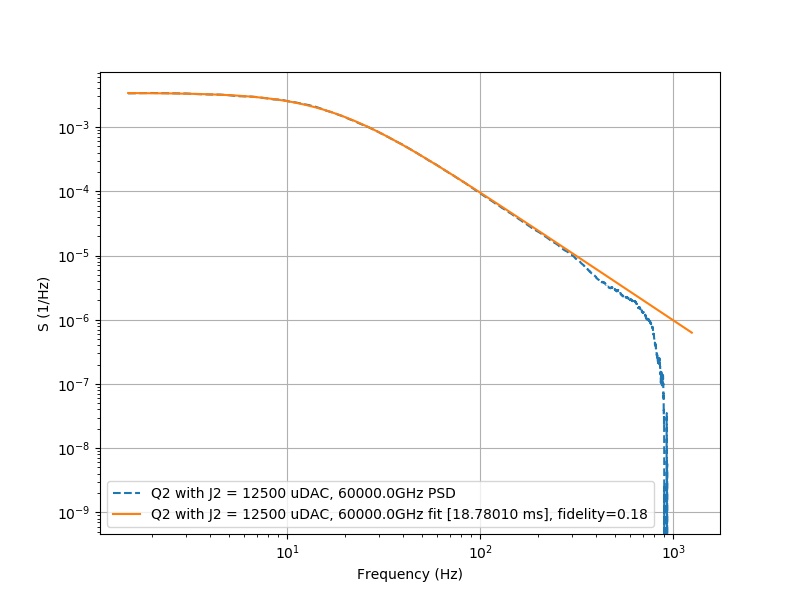 10⁻³
10⁻⁴
10⁻⁵
10⁻⁶
10⁻⁷
10⁻⁸
10⁻⁹
S (1/Hz)
Q2 with J2 = 12500 uDAC, 60000.0GHz PSD
Q2 with J2 = 12500 uDAC, 60000.0GHz fit [18.78010 ms], fidelity=0.18
10¹ 10² 10³
Frequency (Hz)